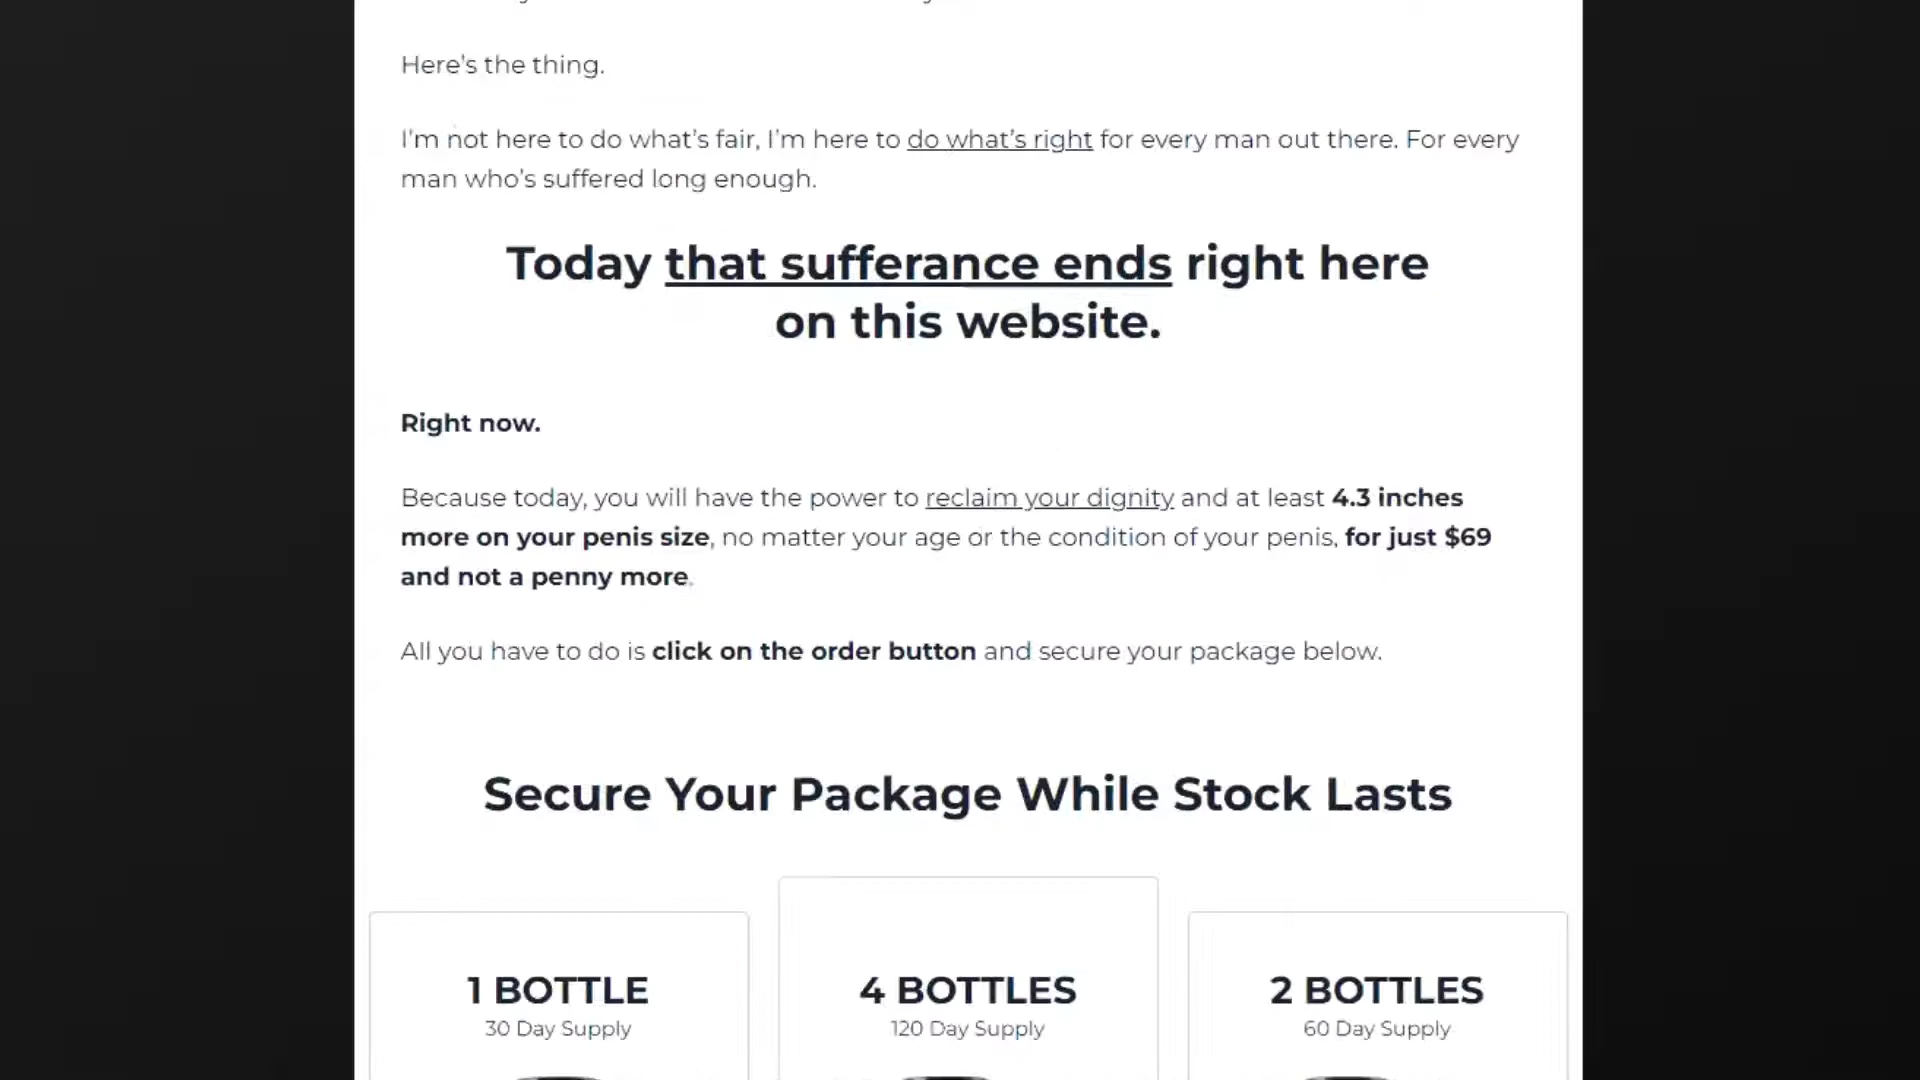 Here's the thing.
I'm not here to do what's fair, I'm here to do what's right for every man out there. For every
man who's suffered long enough.
Today that sufferance ends right here
on this website.
Right now.
Because today, you will have the power to reclaim your dignity and at least 4.3 inches
more on your penis size, no matter your age or the condition of your penis, for just $69
and not a penny more.
All you have to do is click on the order button and secure your package below.
Secure Your Package While Stock Lasts
1 BOTTLE
30 Day Supply
4 BOTTLES
120 Day Supply
2 BOTTLES
60 Day Supply